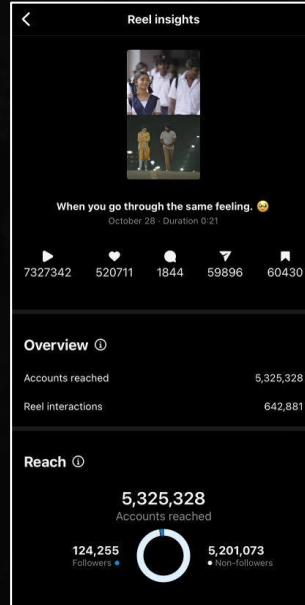 Reel insights
When you go through the same feeling. 🥹
October 28 · Duration 0:21
7327342 520711 1844 59896 60430
Overview
Accounts reached 5,325,328
Reel interactions 642,881
Reach
5,325,328
Accounts reached
124,255 5,201,073
Followers Non-followers